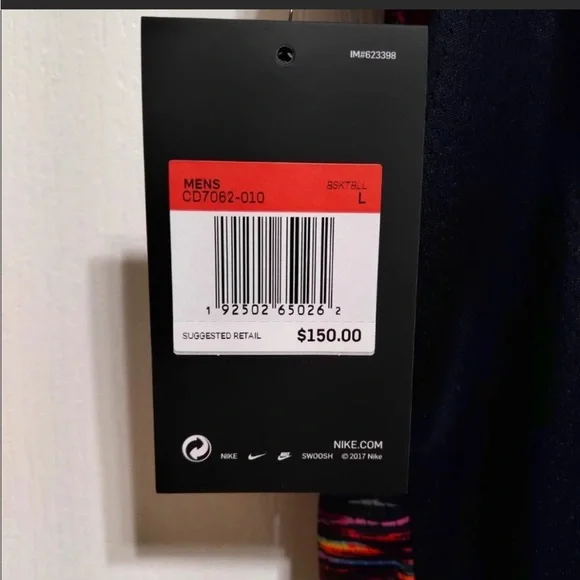 IM#623398
MENS BSKTBLL
CD7062-010 L
1 92502 65026 2
SUGGESTED RETAIL $150.00
NIKE.COM
NIKE SWOOSH © 2017 Nike